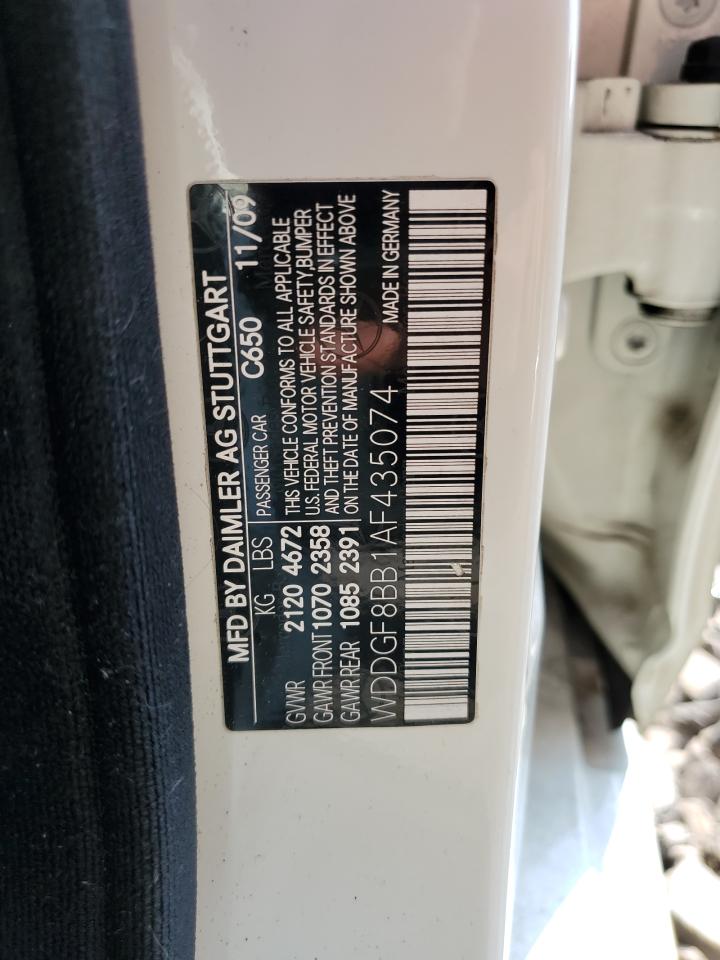 MFD BY DAIMLER AG STUTTGART
KG LBS PASSENGER CAR C650 11/09
GVWR 2120 4672 THIS VEHICLE CONFORMS TO ALL APPLICABLE
GAWR FRONT 1070 2358 U.S. FEDERAL MOTOR VEHICLE SAFETY,BUMPER
AND THEFT PREVENTION STANDARDS IN EFFECT
GAWR REAR 1085 2391 ON THE DATE OF MANUFACTURE SHOWN ABOVE
WDDGF8BB1AF435074 MADE IN GERMANY